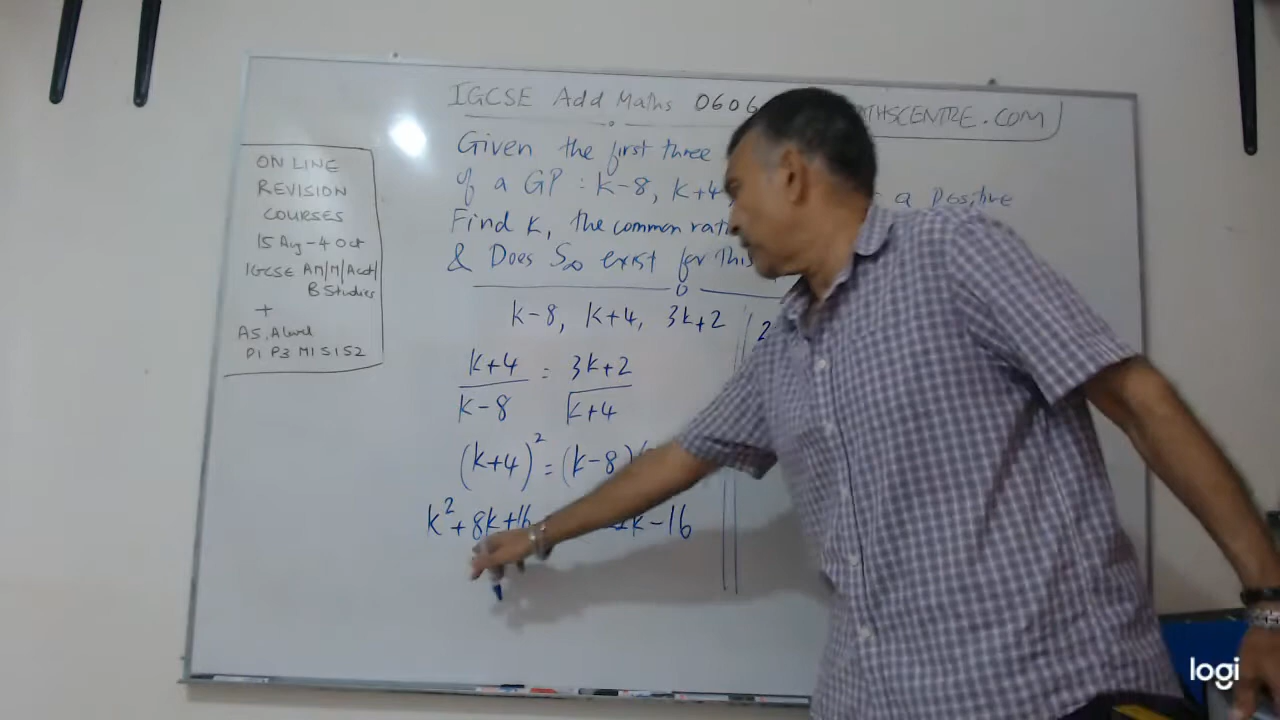 IGCSE Add Maths 0606 THSCENTRE.COM
Given the first three
of a GP : k-8, k+4 a positive
Find k, the common rati
& Does S∞ exist for this
k-8, k+4, 3k+2
k+4 = 3k+2
k-8 k+4
(k+4)² = (k-8)
k²+8k+16 2k-16
2
ON LINE
REVISION
COURSES
15 Aug - 4 Oct
IGCSE AM/M/Acct/
B Studies
+
AS, A Level
P1 P3 M1 S1 S2
logi